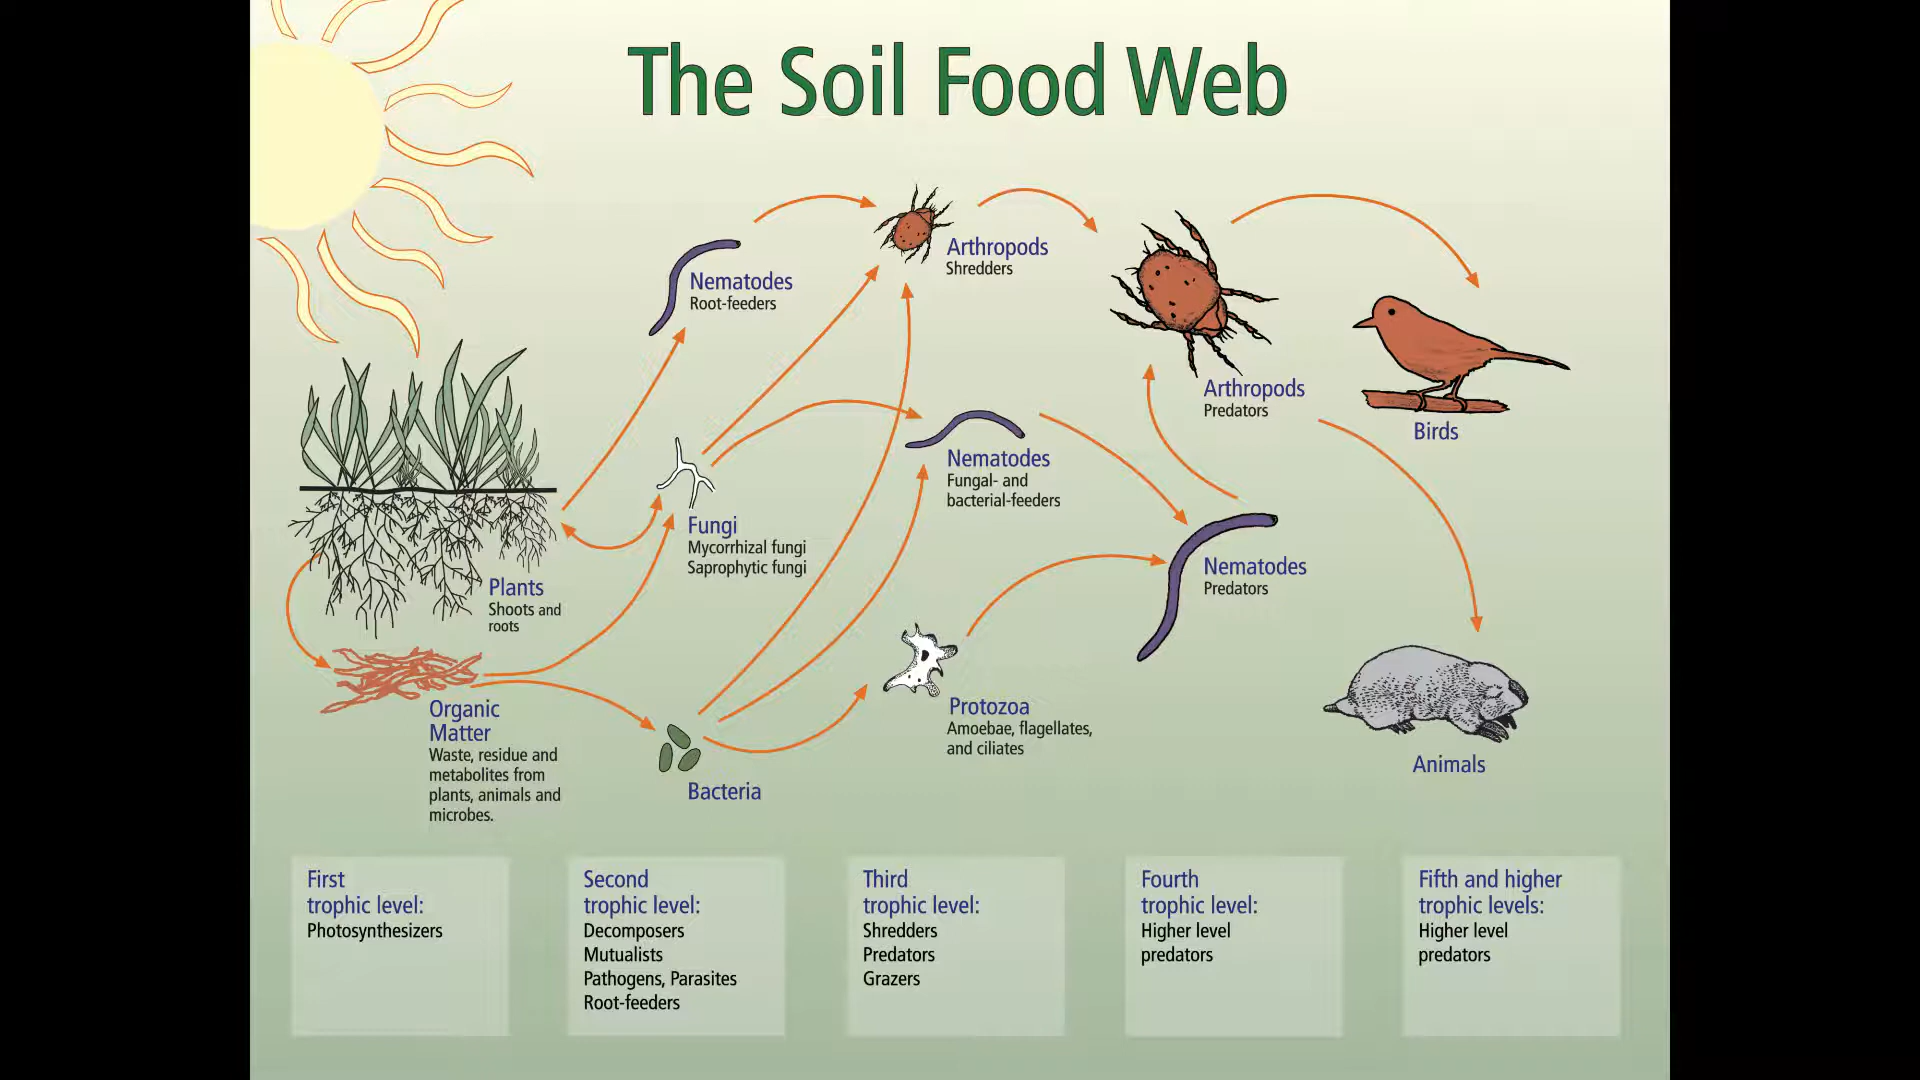 The Soil Food Web
Arthropods
Shredders
Nematodes
Root-feeders
Arthropods
Predators
Birds
Nematodes
Fungal- and
bacterial-feeders
Fungi
Mycorrhizal fungi
Saprophytic fungi
Nematodes
Predators
Plants
Shoots and
roots
Organic
Matter
Waste, residue and
metabolites from
plants, animals and
microbes.
Protozoa
Amoebae, flagellates,
and ciliates
Bacteria
Animals
First
trophic level:
Photosynthesizers
Second
trophic level:
Decomposers
Mutualists
Pathogens, Parasites
Root-feeders
Third
trophic level:
Shredders
Predators
Grazers
Fourth
trophic level:
Higher level
predators
Fifth and higher
trophic levels:
Higher level
predators